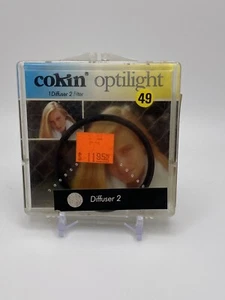 cokin optilight
1 Diffuser 2 Filter
49
Diffuser 2